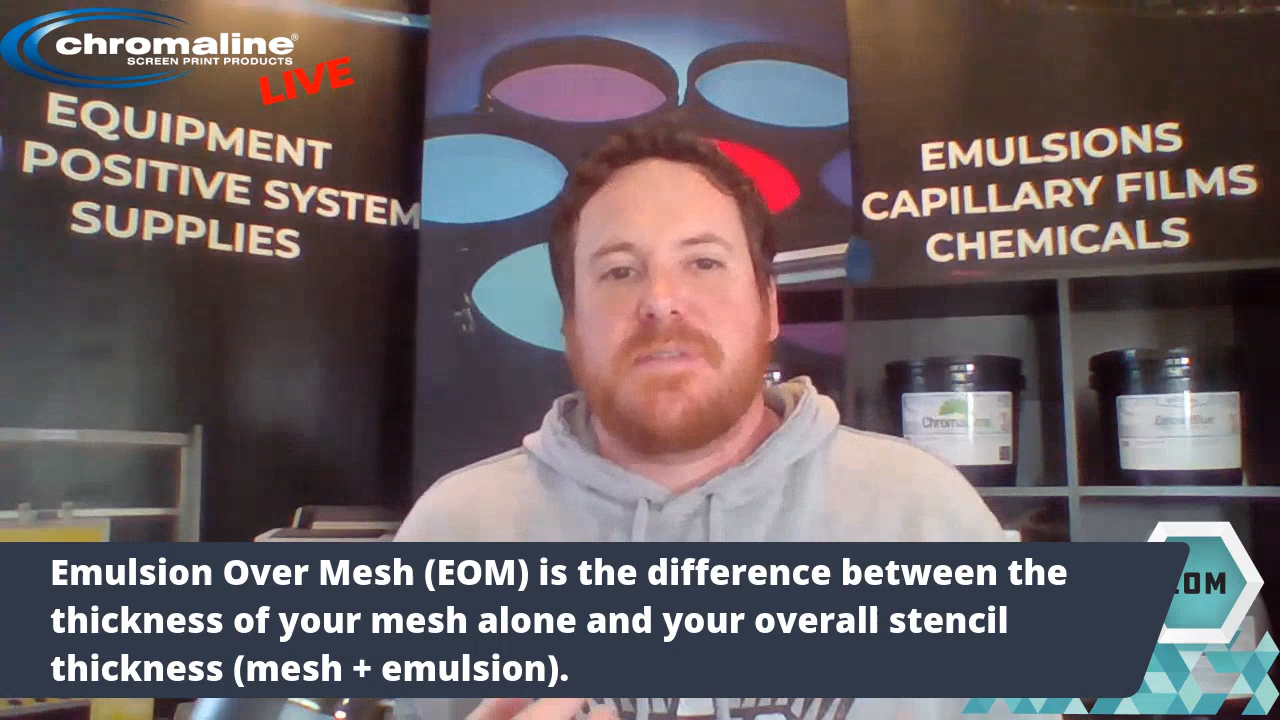 chromaline®
SCREEN PRINT PRODUCTS
LIVE
EQUIPMENT
POSITIVE SYSTEM
SUPPLIES
EMULSIONS
CAPILLARY FILMS
CHEMICALS
Emulsion Over Mesh (EOM) is the difference between the
thickness of your mesh alone and your overall stencil
thickness (mesh + emulsion).